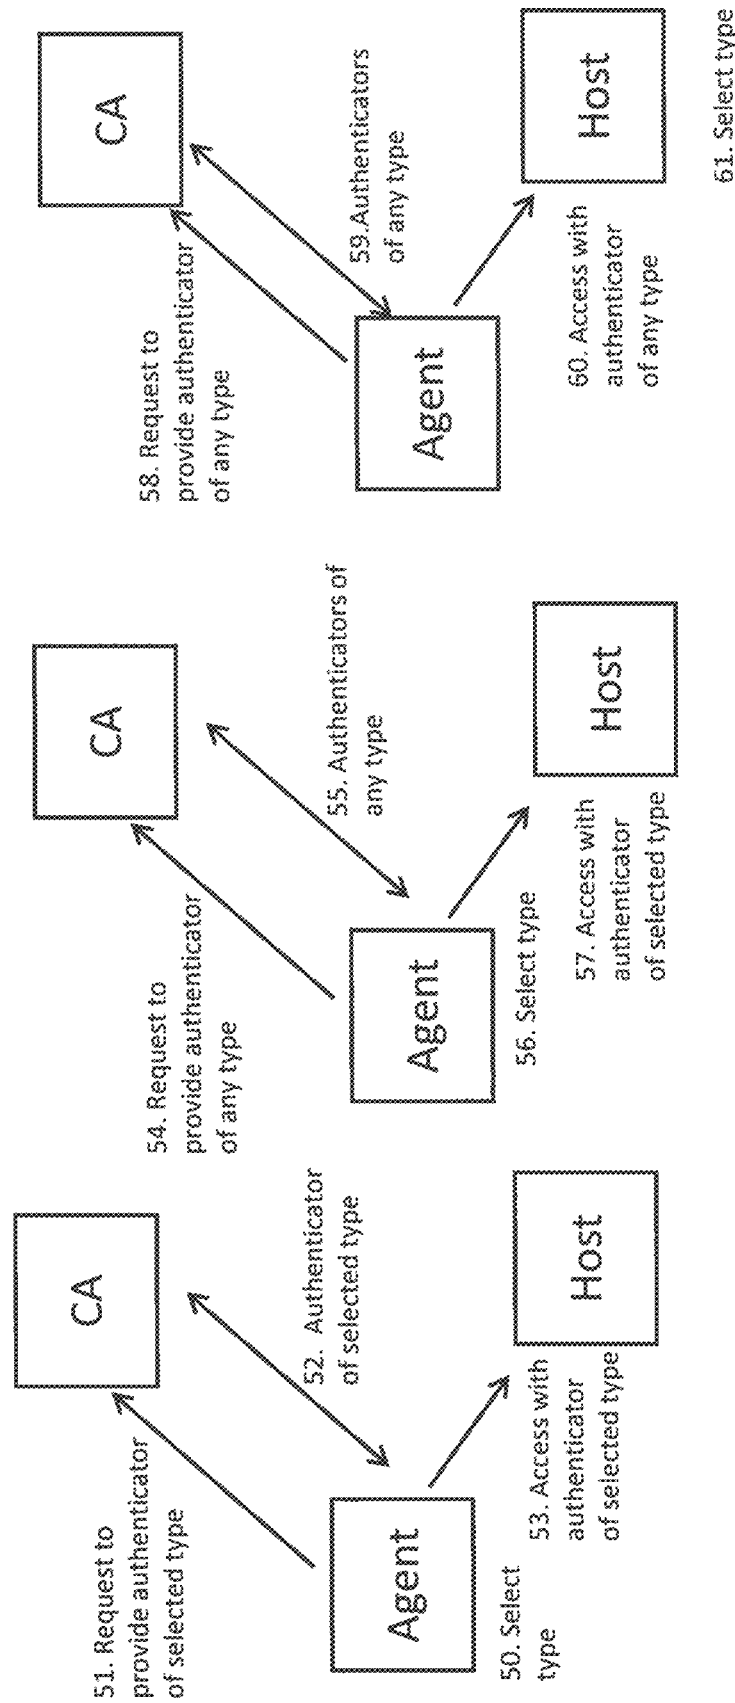 51. Request to
provide authenticator
of selected type
CA
52. Authenticator
of selected type
Agent
50. Select
type
53. Access with
authenticator
of selected type
Host
54. Request to
provide authenticator
of any type
CA
55. Authenticators of
any type
Agent
56. Select type
57. Access with
authenticator
of selected type
Host
58. Request to
provide authenticator
of any type
CA
59.Authenticators
of any type
Agent
60. Access with
authenticator
of any type
Host
61. Select type